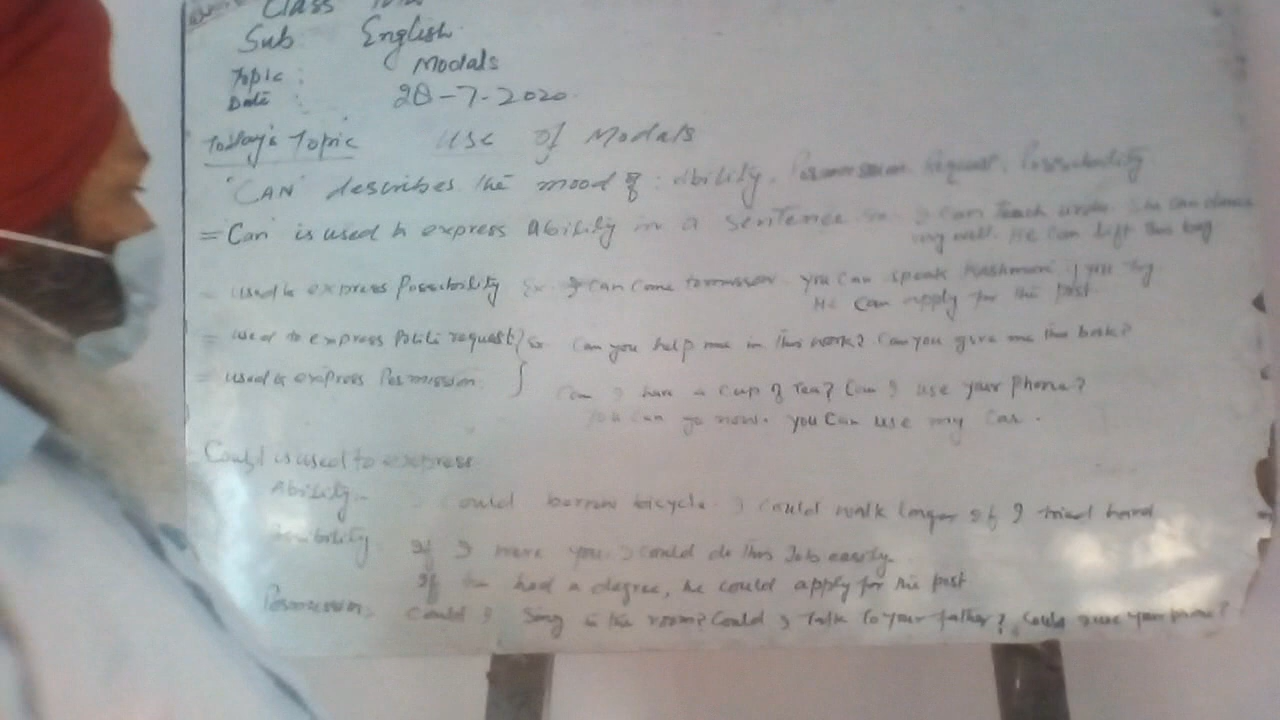 Class
Sub English
Topic : Modals
Date : 28-7-2020
Today's Topic Use of Modals
"CAN" describes the mood of : ability, Permission Request, Possibility
= 'Can' is used to express Ability in a sentence I can teach She can dance
very well. He can lift this bag
- used to express Possibility Ex. I can come tomorrow. you can speak Kashmiri if you try
He can apply for this post.
= used to express Polite request } Ex Can you help me in this work? Can you give me this book?
= used to express Permission }
Can I have a cup of Tea? Can I use your phone?
You can go now. you Can use my Car.
Could is used to express
Ability - Could borrow bicycle. I could walk longer if I tried hard
If I were you I could do this Job easily.
If he had a degree, he could apply for this post
Permission. Could I Sing in the room? Could I Talk to your father? Could I use your phone?